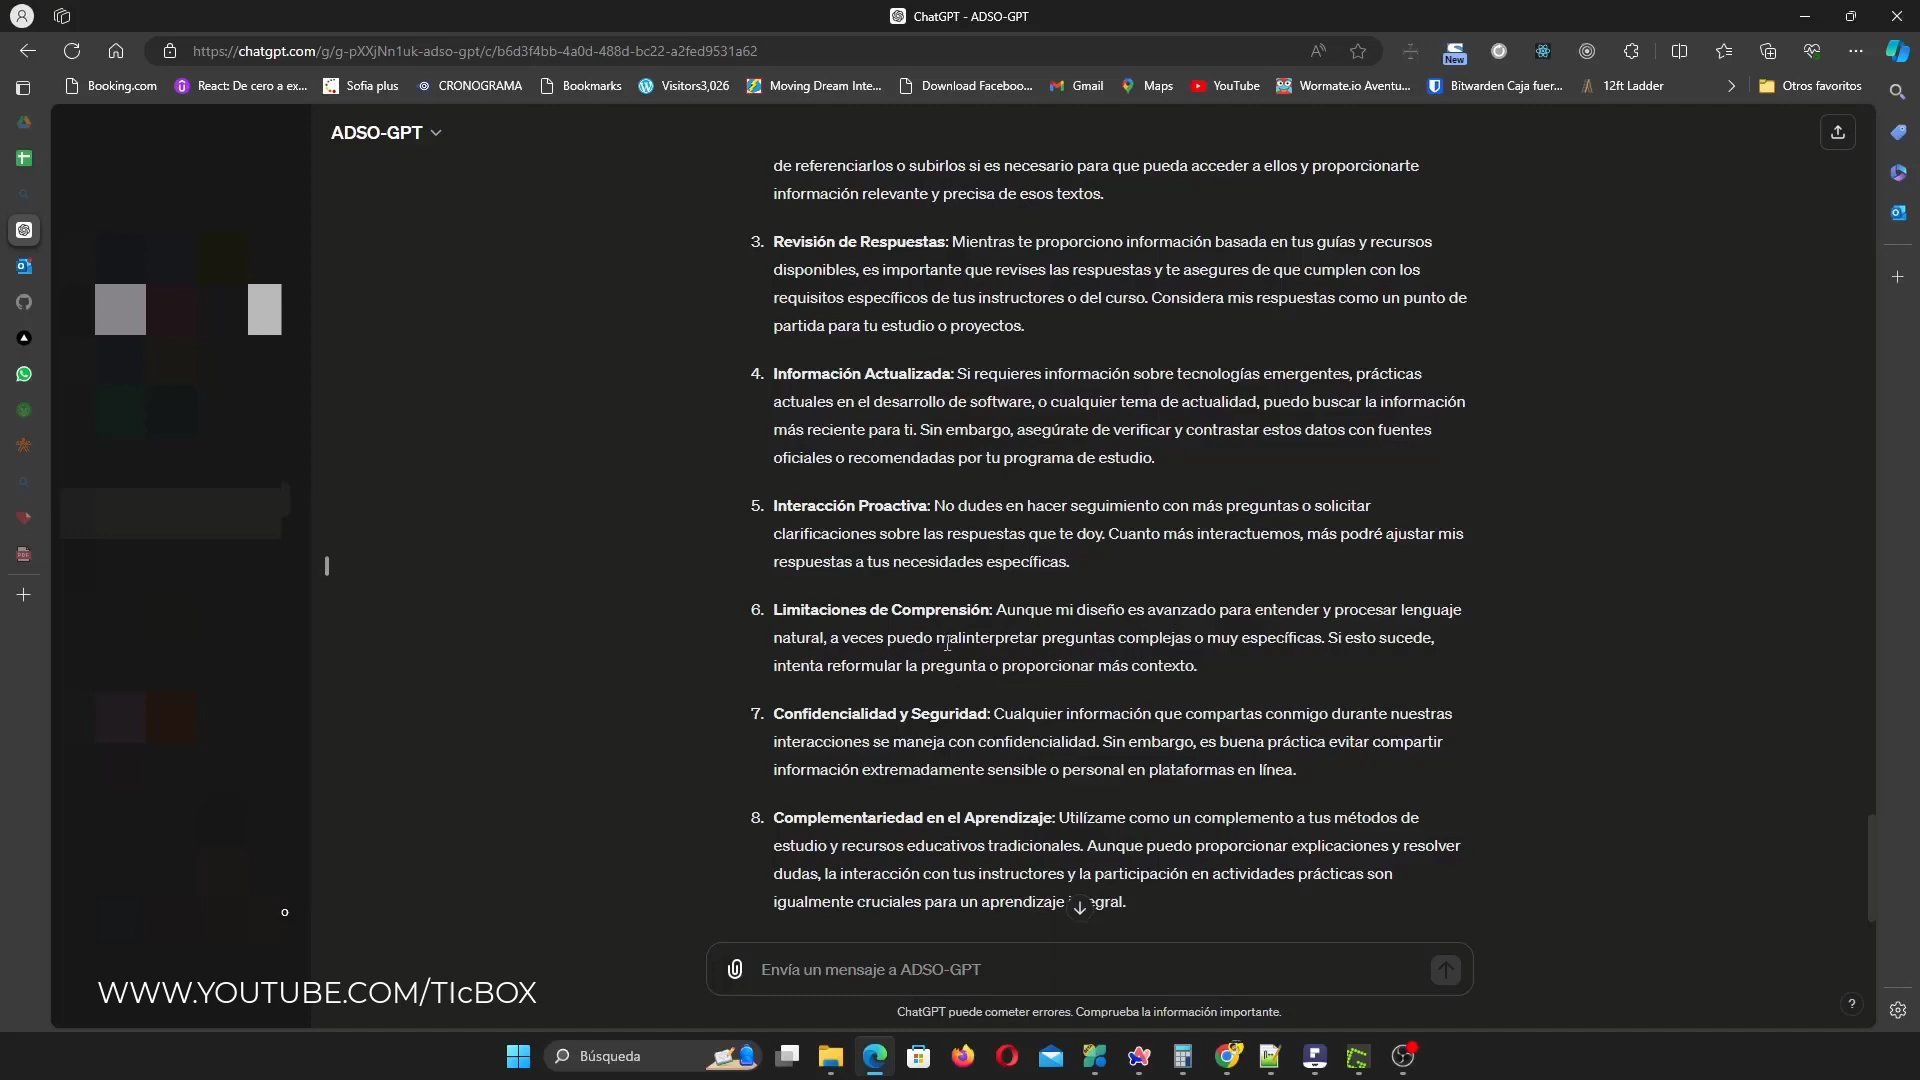 ChatGPT - ADSO-GPT
https://chatgpt.com/g/g-pXXjNn1uk-adso-gpt/c/b6d3f4bb-4a0d-488d-bc22-a2fed9531a62
New
Booking.com
React: De cero a ex...
Sofia plus
CRONOGRAMA
Bookmarks
Visitors3,026
Moving Dream Inte...
Download Faceboo...
Gmail
Maps
YouTube
Wormate.io Aventu...
Bitwarden Caja fuer...
12ft Ladder
Otros favoritos
ADSO-GPT
de referenciarlos o subirlos si es necesario para que pueda acceder a ellos y proporcionarte
información relevante y precisa de esos textos.
3. Revisión de Respuestas: Mientras te proporciono información basada en tus guías y recursos
disponibles, es importante que revises las respuestas y te asegures de que cumplen con los
requisitos específicos de tus instructores o del curso. Considera mis respuestas como un punto de
partida para tu estudio o proyectos.
4. Información Actualizada: Si requieres información sobre tecnologías emergentes, prácticas
actuales en el desarrollo de software, o cualquier tema de actualidad, puedo buscar la información
más reciente para ti. Sin embargo, asegúrate de verificar y contrastar estos datos con fuentes
oficiales o recomendadas por tu programa de estudio.
5. Interacción Proactiva: No dudes en hacer seguimiento con más preguntas o solicitar
clarificaciones sobre las respuestas que te doy. Cuanto más interactuemos, más podré ajustar mis
respuestas a tus necesidades específicas.
6. Limitaciones de Comprensión: Aunque mi diseño es avanzado para entender y procesar lenguaje
natural, a veces puedo malinterpretar preguntas complejas o muy específicas. Si esto sucede,
intenta reformular la pregunta o proporcionar más contexto.
7. Confidencialidad y Seguridad: Cualquier información que compartas conmigo durante nuestras
interacciones se maneja con confidencialidad. Sin embargo, es buena práctica evitar compartir
información extremadamente sensible o personal en plataformas en línea.
8. Complementariedad en el Aprendizaje: Utilízame como un complemento a tus métodos de
estudio y recursos educativos tradicionales. Aunque puedo proporcionar explicaciones y resolver
dudas, la interacción con tus instructores y la participación en actividades prácticas son
igualmente cruciales para un aprendizaje integral.
o
Envía un mensaje a ADSO-GPT
WWW.YOUTUBE.COM/TIcBOX
ChatGPT puede cometer errores. Comprueba la información importante.
?
Búsqueda